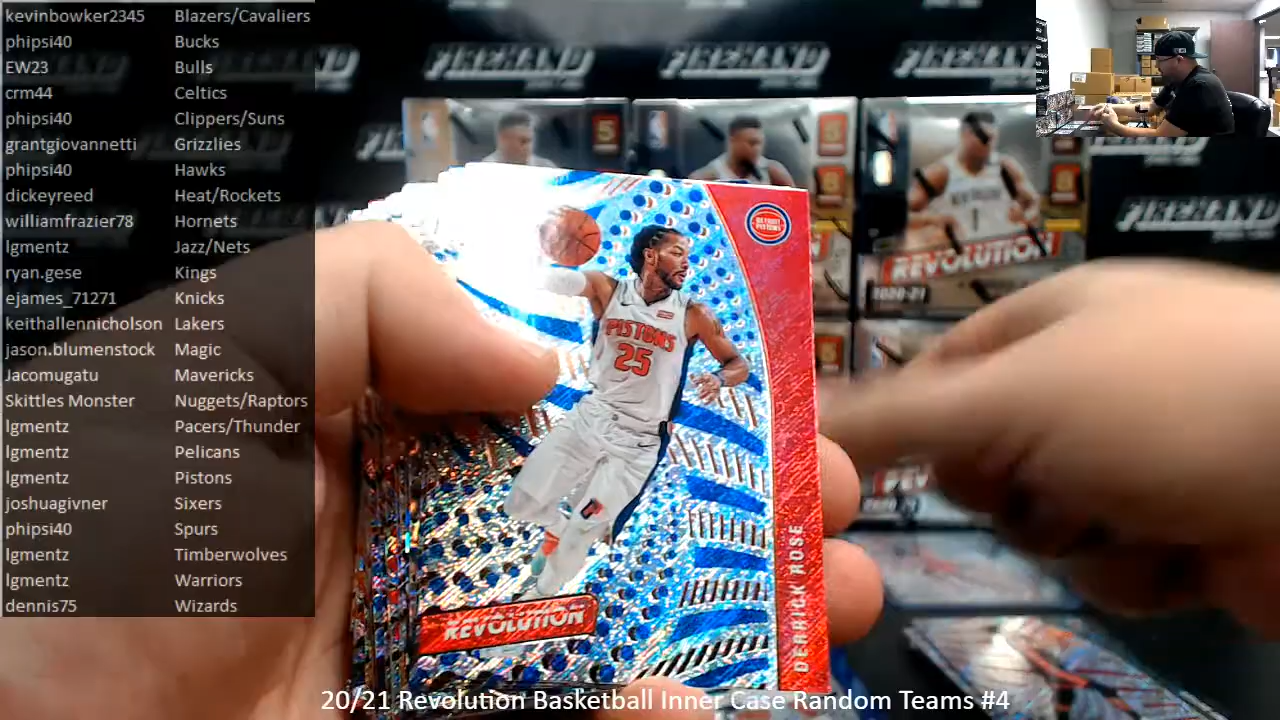 kevinbowker2345 Blazers/Cavaliers
phipsi40 Bucks
EW23 Bulls
crm44 Celtics
phipsi40 Clippers/Suns
grantgiovannetti Grizzlies
phipsi40 Hawks
dickeyreed Heat/Rockets
williamfrazier78 Hornets
lgmentz Jazz/Nets
ryan.gese Kings
ejames_71271 Knicks
keithallennicholson Lakers
jason.blumenstock Magic
Jacomugatu Mavericks
Skittles Monster Nuggets/Raptors
lgmentz Pacers/Thunder
lgmentz Pelicans
lgmentz Pistons
joshuagivner Sixers
phipsi40 Spurs
lgmentz Timberwolves
lgmentz Warriors
dennis75 Wizards
FIREHAND FIREHAND FIREHAND
REVOLUTION
2020-21
FIREHAND
DETROIT PISTONS
PISTONS
25
DERRICK ROSE
REVOLUTION
20/21 Revolution Basketball Inner Case Random Teams #4